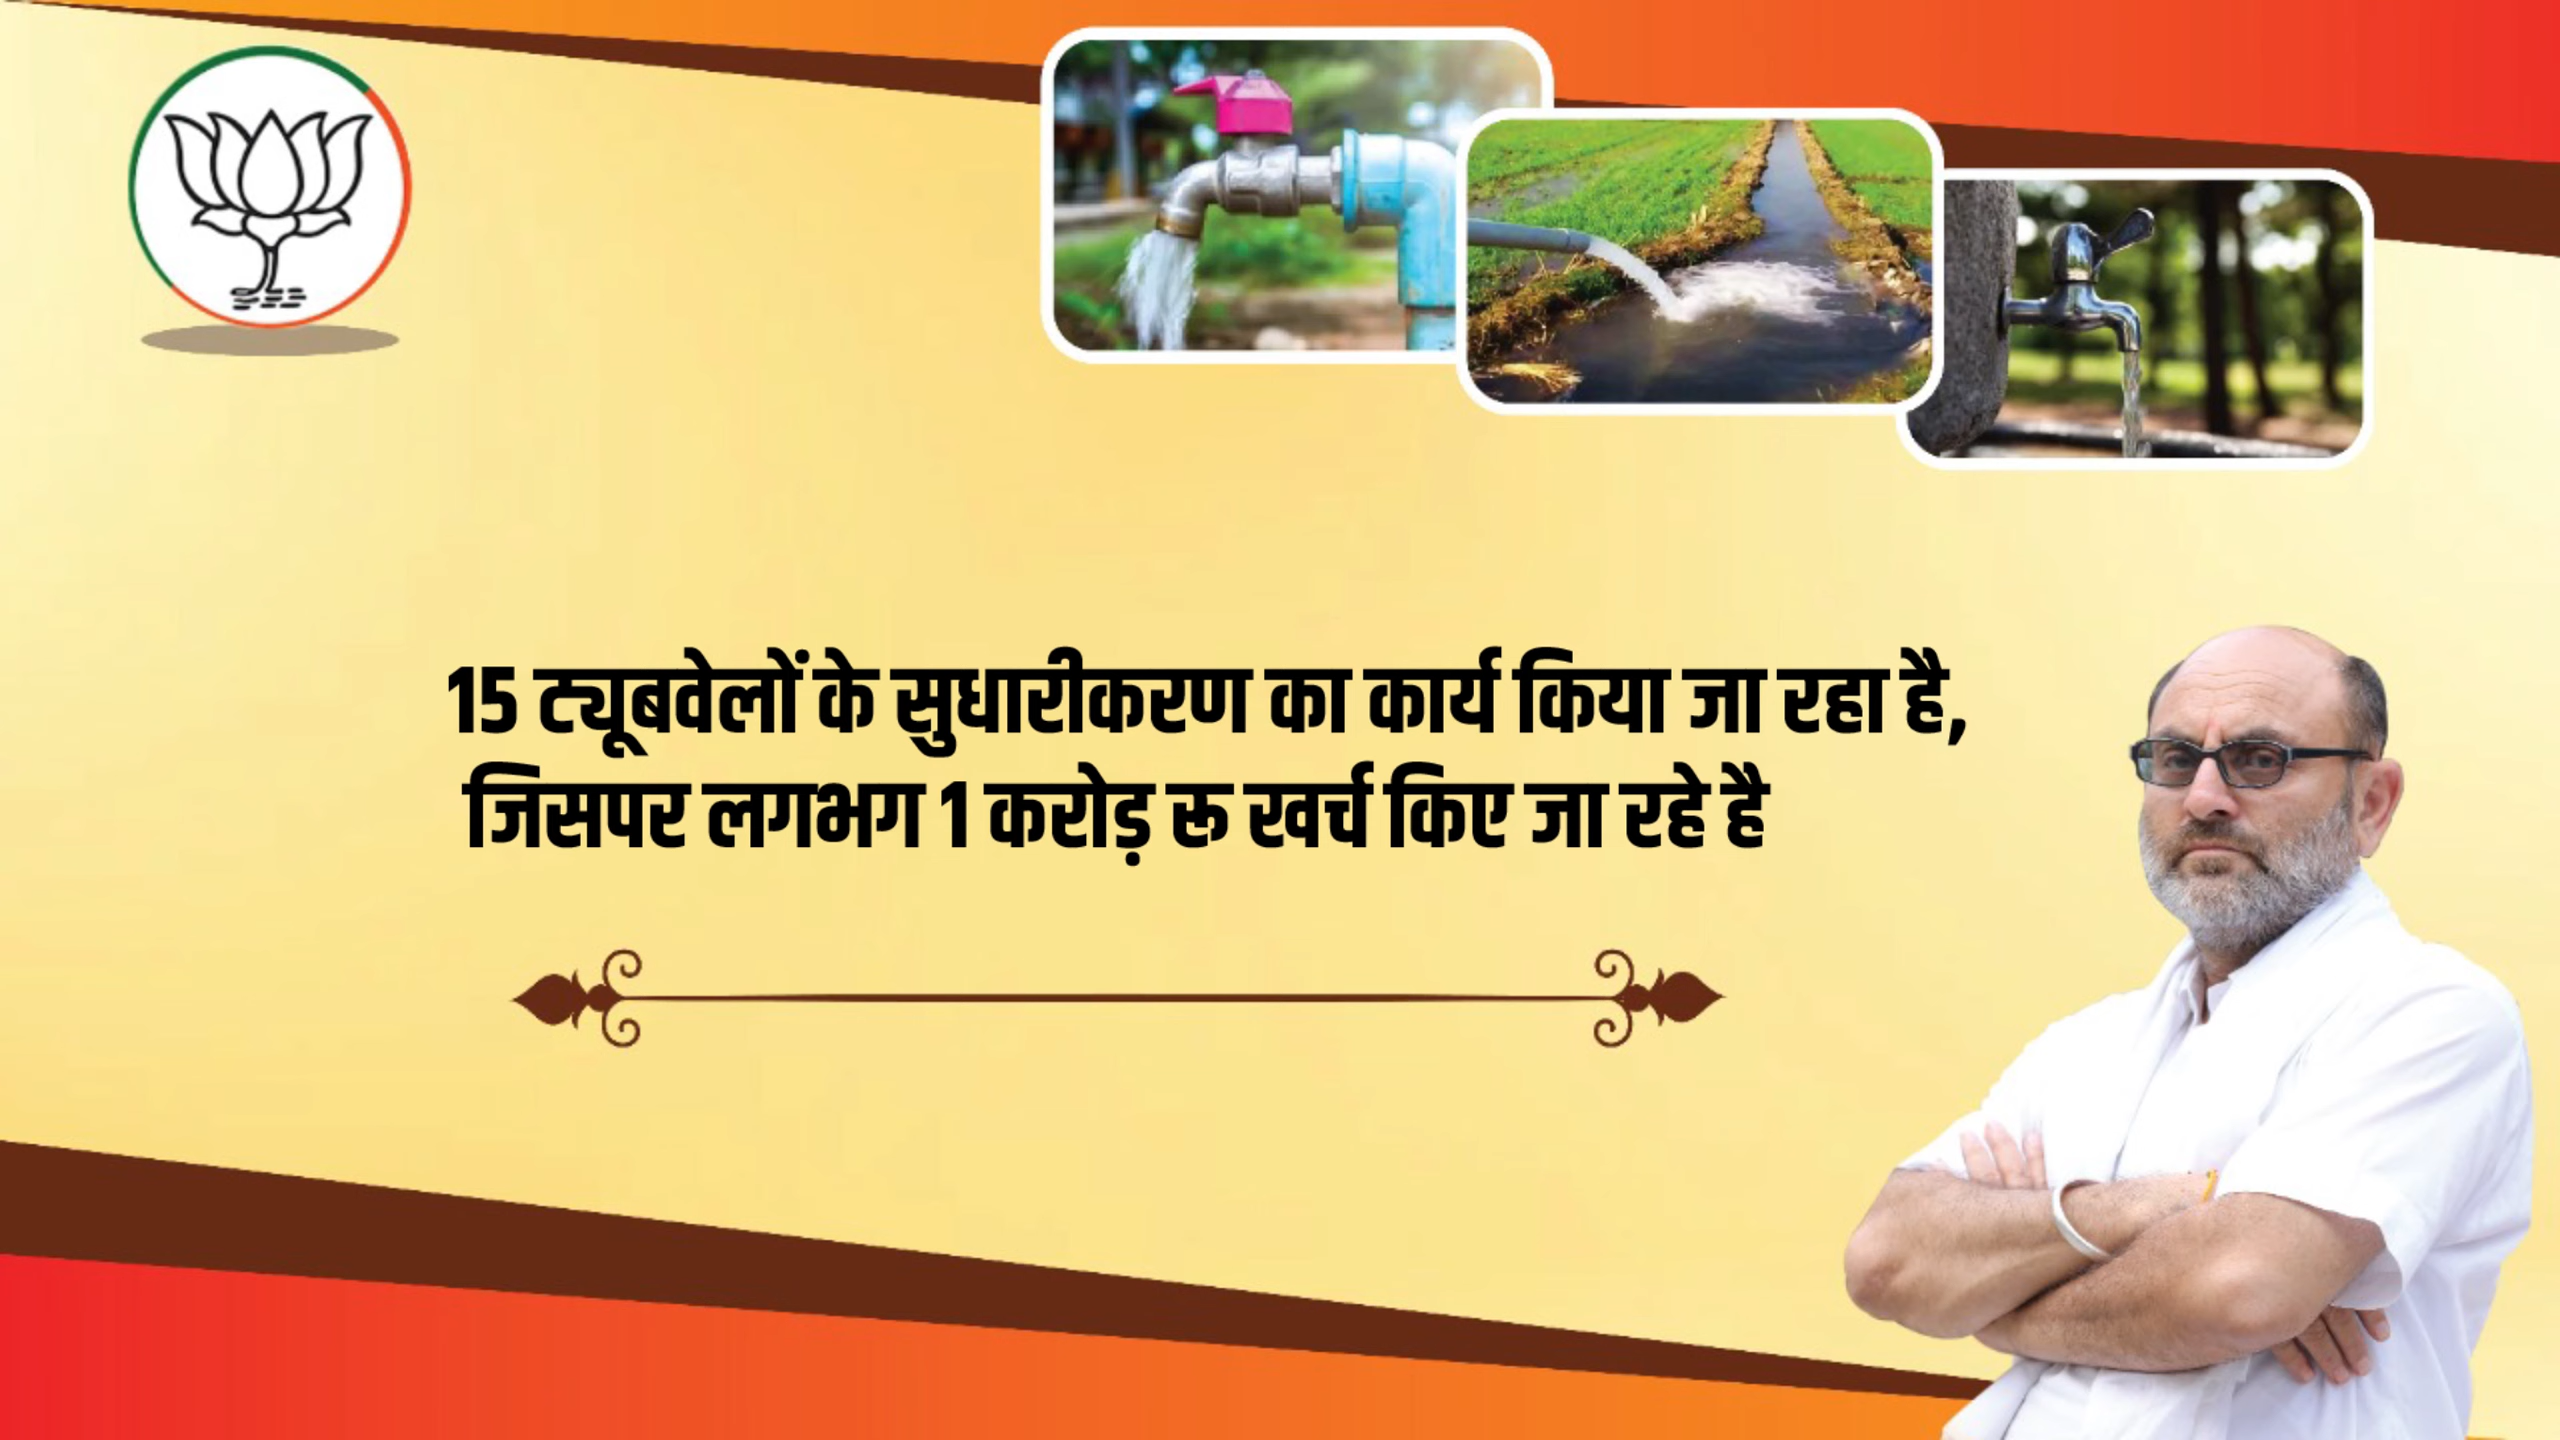 15 ट्यूबवेलों के सुधारीकरण का कार्य किया जा रहा है,
जिसपर लगभग 1 करोड़ रू खर्च किए जा रहे है